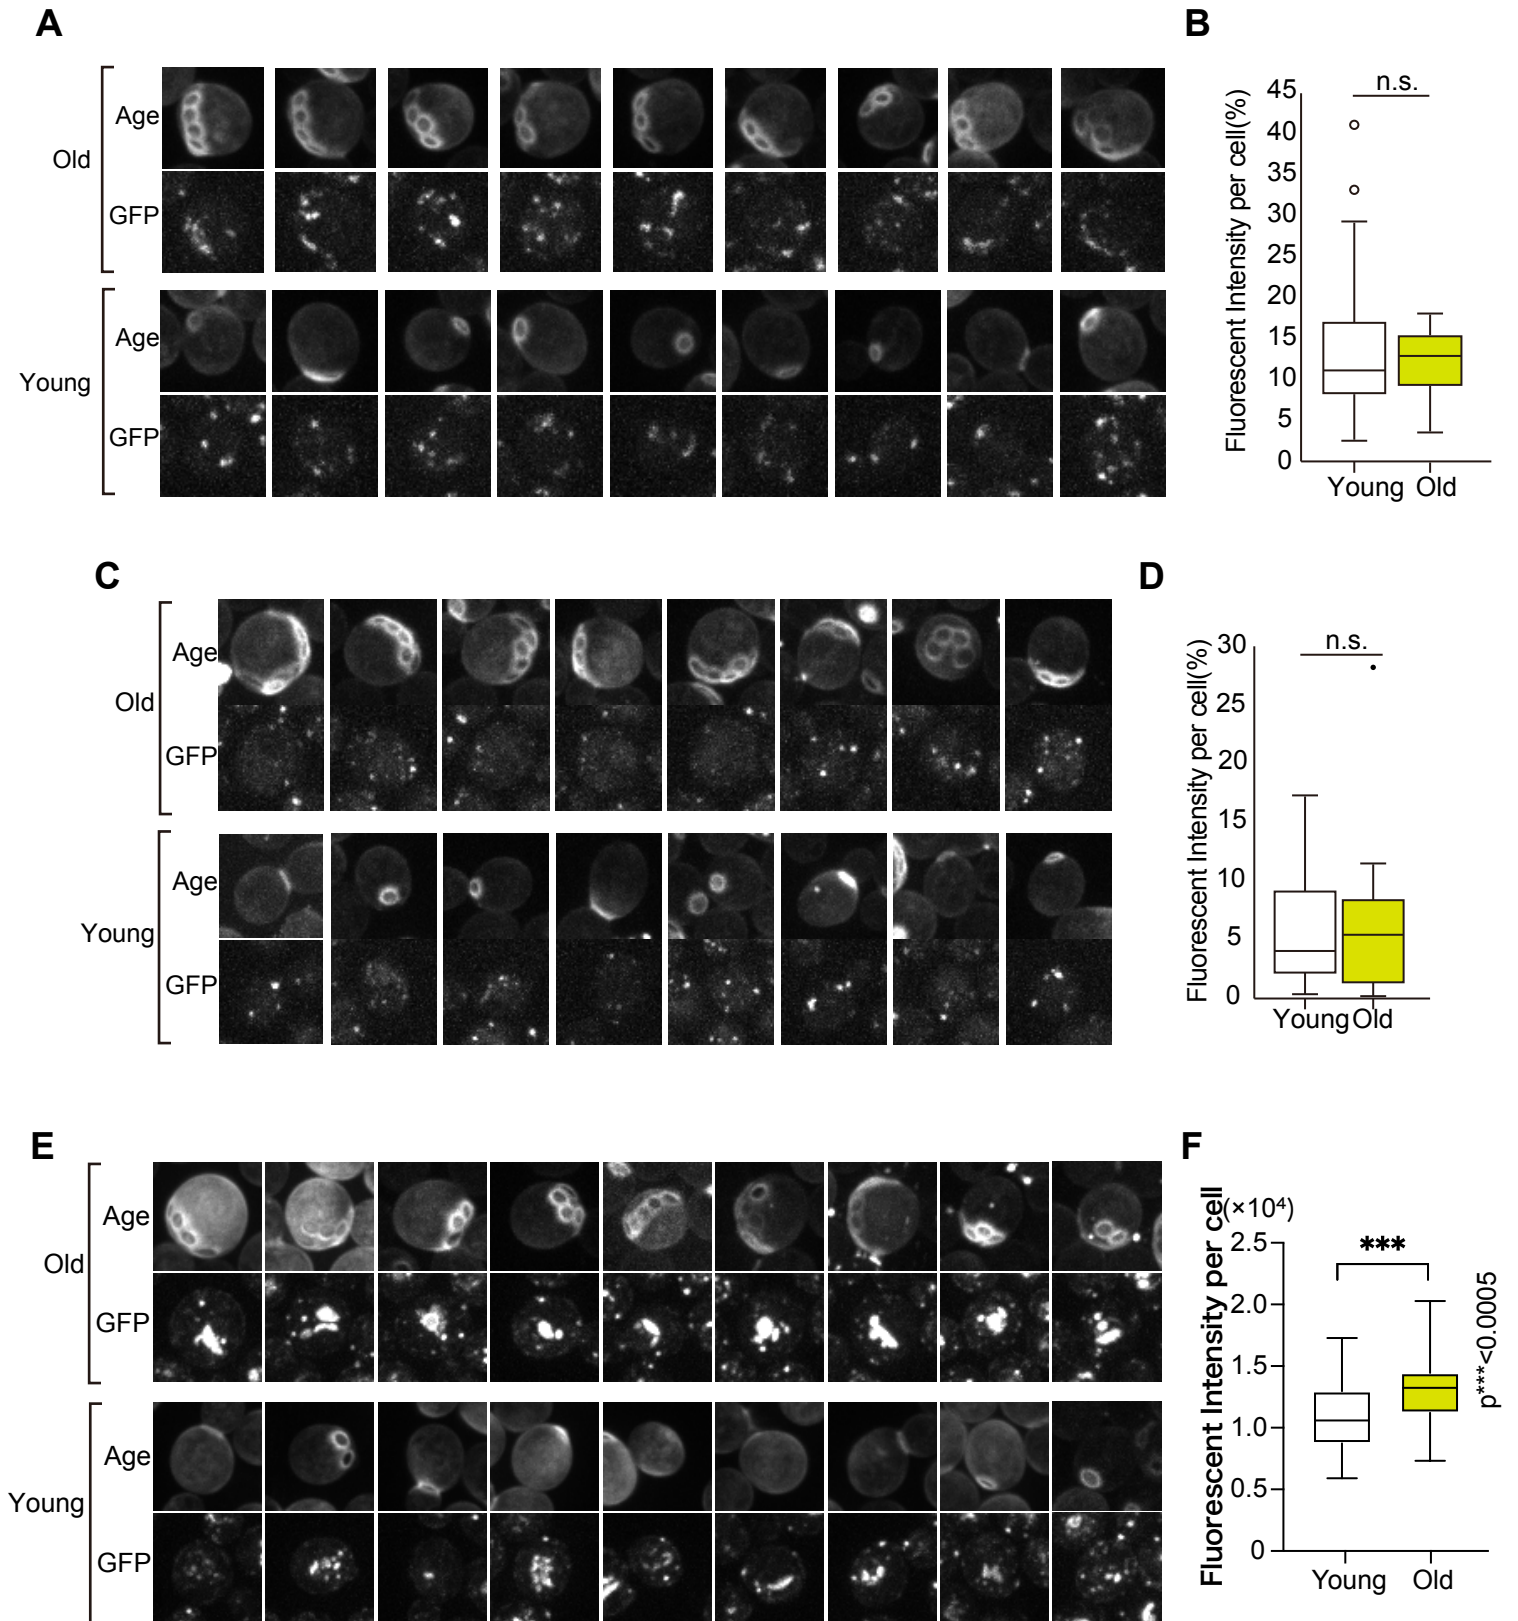 A
Old
Age
GFP
Young
Age
GFP
B
Fluorescent Intensity per cell(%)
n.s.
45
40
35
30
25
20
15
10
5
0
Young Old
C
Old
Age
GFP
Young
Age
GFP
D
Fluorescent Intensity per cell(%)
n.s.
30
25
20
15
10
5
0
Young Old
E
Old
Age
GFP
Young
Age
GFP
F
Fluorescent Intensity per cell
(×10⁴)
2.5
2.0
1.5
1.0
0.5
0
***
p***<0.0005
Young Old